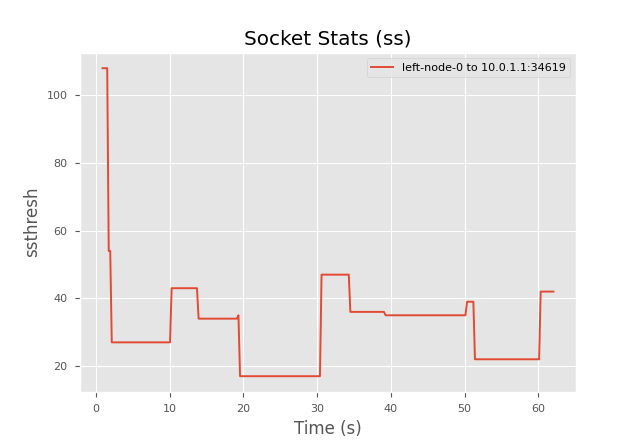 Socket Stats (ss)
left-node-0 to 10.0.1.1:34619
100
80
60
40
20
ssthresh
0 10 20 30 40 50 60
Time (s)